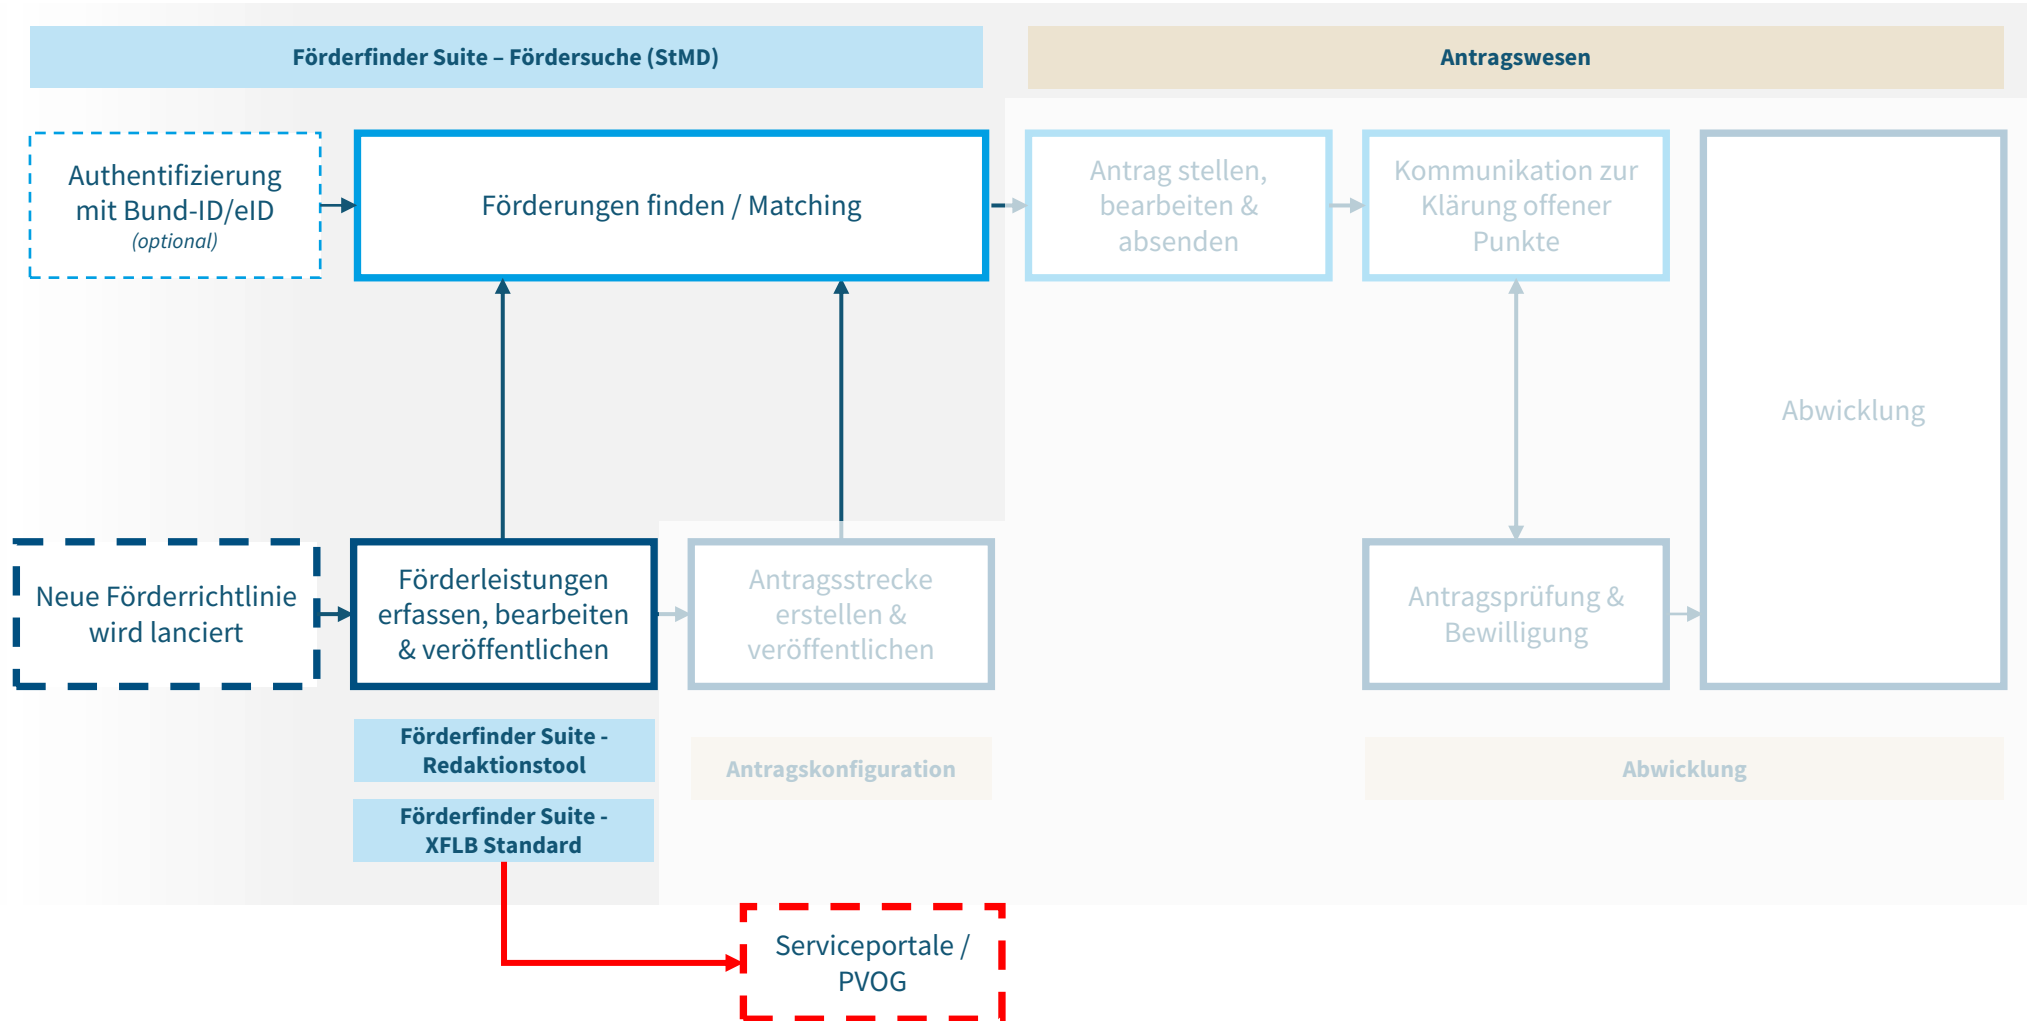 Förderfinder Suite – Fördersuche (StMD)
Antragswesen
Authentifizierung
mit Bund-ID/eID
(optional)
Förderungen finden / Matching
Antrag stellen,
bearbeiten &
absenden
Kommunikation zur
Klärung offener
Punkte
Abwicklung
Neue Förderrichtlinie
wird lanciert
Förderleistungen
erfassen, bearbeiten
& veröffentlichen
Antragsstrecke
erstellen &
veröffentlichen
Antragsprüfung &
Bewilligung
Förderfinder Suite -
Redaktionstool
Antragskonfiguration
Abwicklung
Förderfinder Suite -
XFLB Standard
Serviceportale /
PVOG